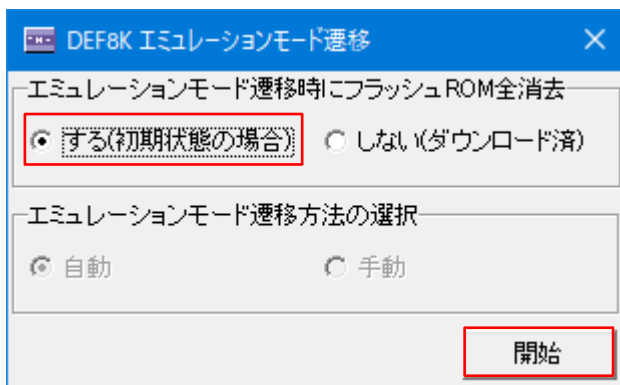 DEF8K エミュレーションモード遷移
エミュレーションモード遷移時にフラッシュROM全消去
する(初期状態の場合) しない(ダウンロード済)
エミュレーションモード遷移方法の選択
自動 手動
開始